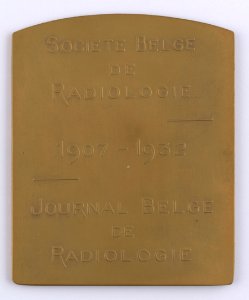 SOCIETE BELGE
DE
RADIOLOGIE
1907 - 1932
JOURNAL BELGE
DE
RADIOLOGIE